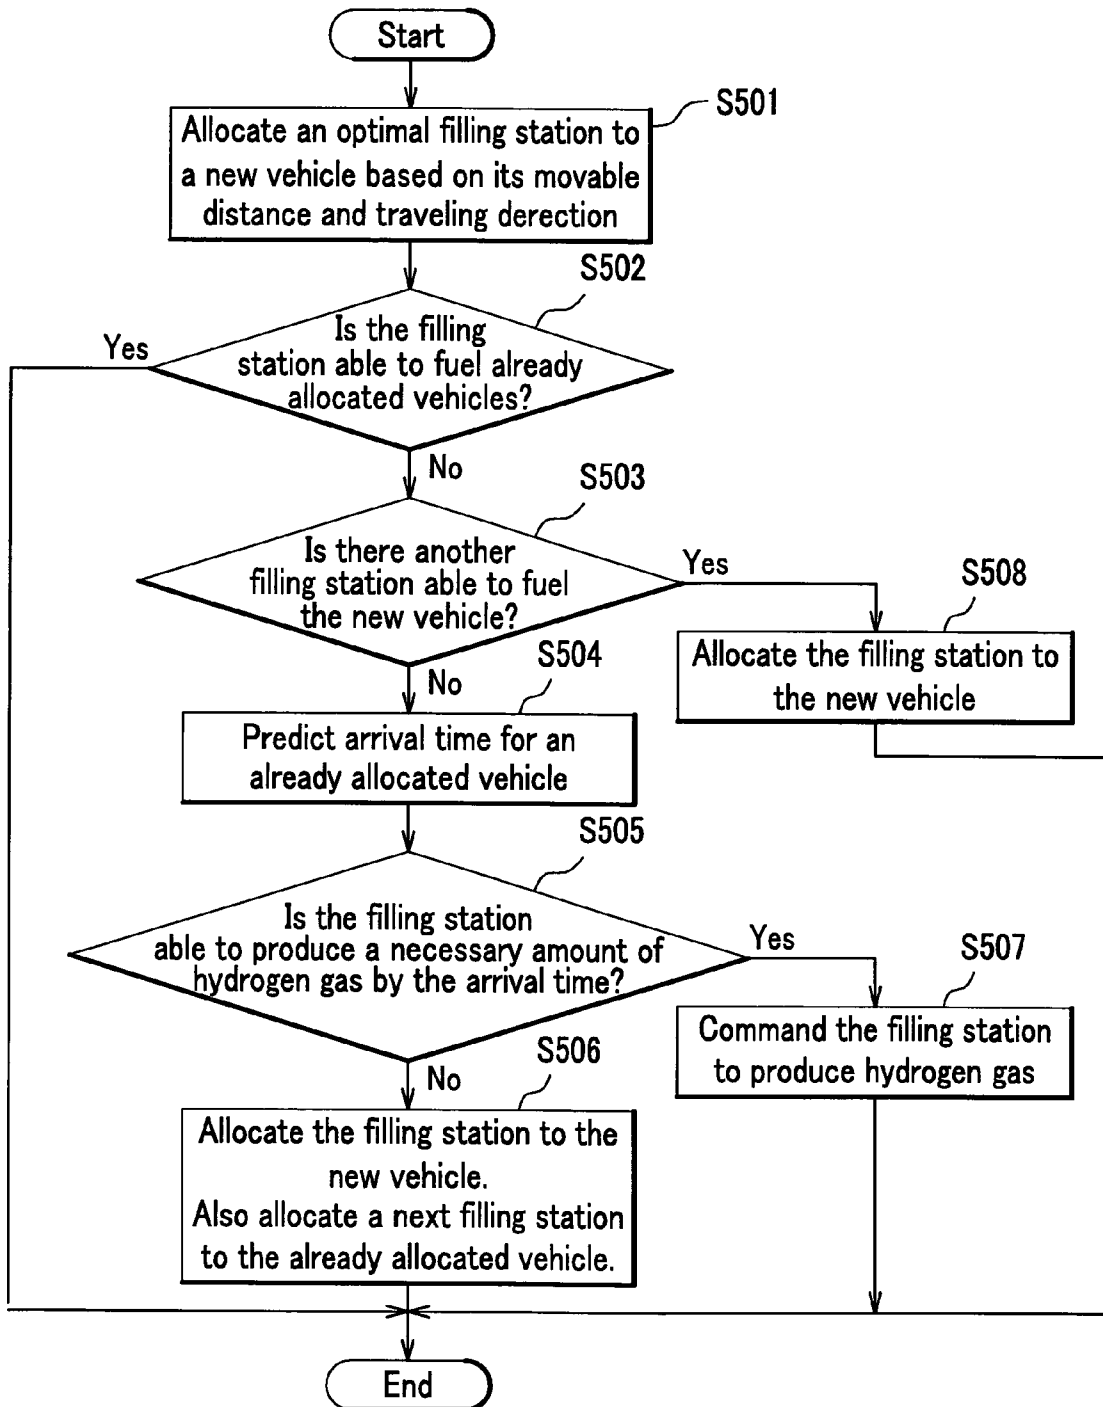 Start
S501
Allocate an optimal filling station to
a new vehicle based on its movable
distance and traveling derection
S502
Is the filling
station able to fuel already
allocated vehicles?
Yes
No
S503
Is there another
filling station able to fuel
the new vehicle?
Yes
S508
Allocate the filling station to
the new vehicle
No
S504
Predict arrival time for an
already allocated vehicle
S505
Is the filling station
able to produce a necessary amount of
hydrogen gas by the arrival time?
Yes
S507
Command the filling station
to produce hydrogen gas
No
S506
Allocate the filling station to the
new vehicle.
Also allocate a next filling station
to the already allocated vehicle.
End